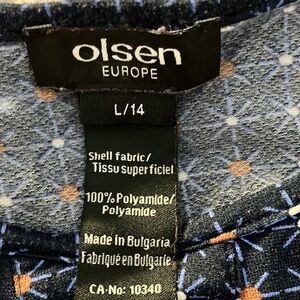 olsen
EUROPE
L/14
Shell fabric/
Tissu superficiel
100% Polyamide/
Polyamide
Made in Bulgaria
Fabriqué en Bulgarie
CA-No: 10340